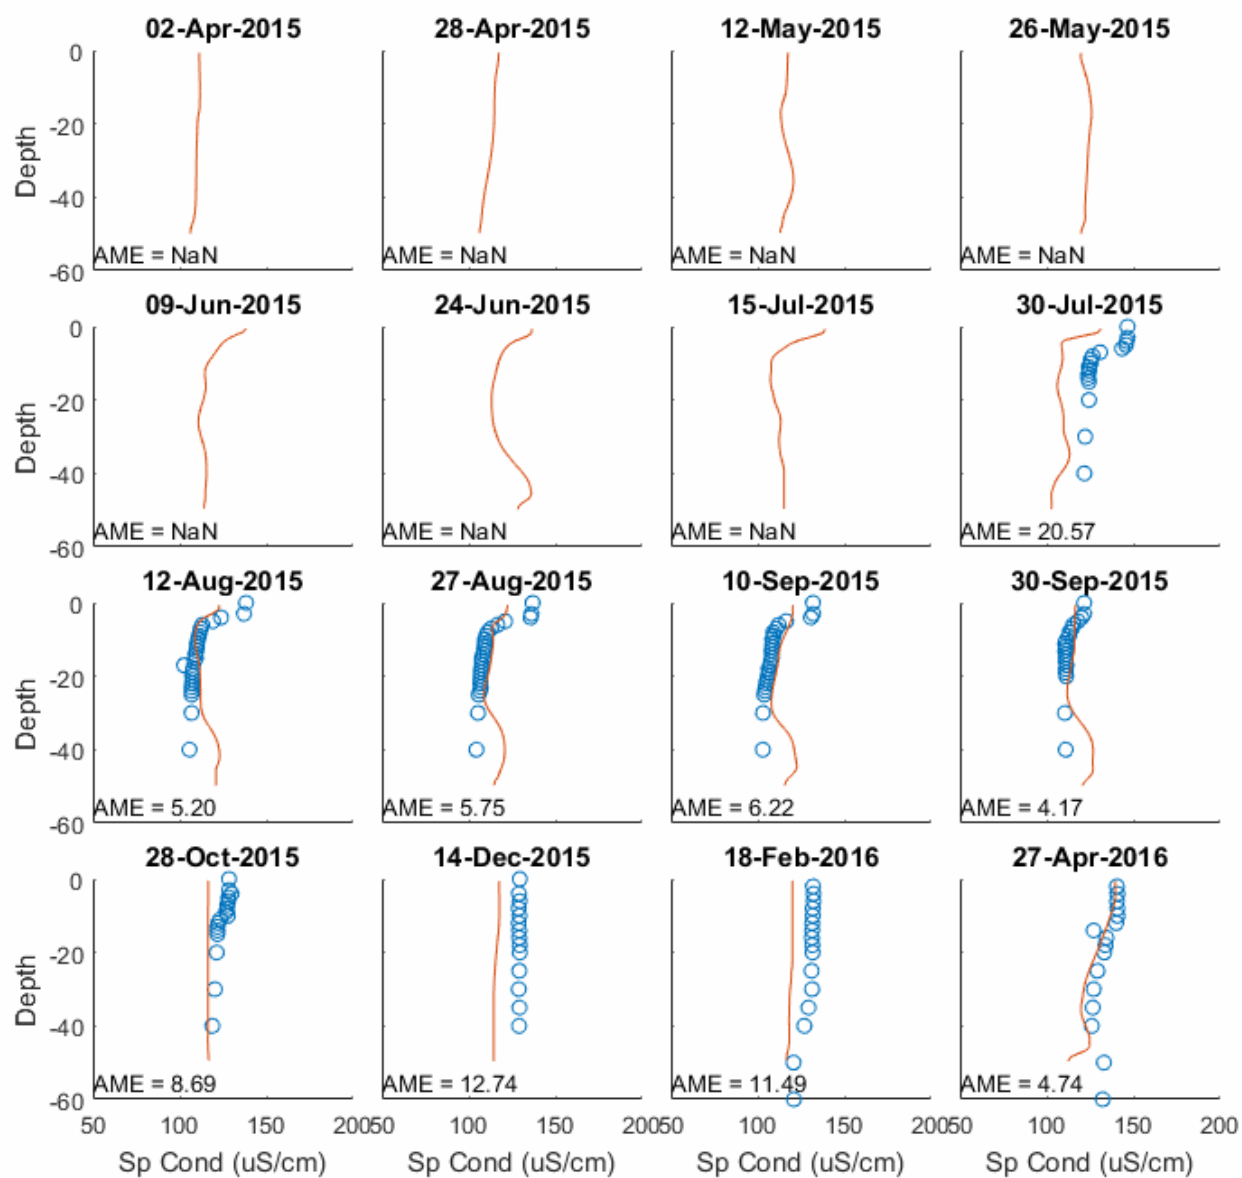 02-Apr-2015 28-Apr-2015 12-May-2015 26-May-2015
0
-20
Depth
-40
AME = NaN AME = NaN AME = NaN AME = NaN
-60
09-Jun-2015 24-Jun-2015 15-Jul-2015 30-Jul-2015
0
-20
Depth
-40
AME = NaN AME = NaN AME = NaN AME = 20.57
-60
12-Aug-2015 27-Aug-2015 10-Sep-2015 30-Sep-2015
0
-20
Depth
-40
AME = 5.20 AME = 5.75 AME = 6.22 AME = 4.17
-60
28-Oct-2015 14-Dec-2015 18-Feb-2016 27-Apr-2016
0
-20
Depth
-40
AME = 8.69 AME = 12.74 AME = 11.49 AME = 4.74
-60
50 100 150 200 50 100 150 200 50 100 150 200 50 100 150 200
Sp Cond (uS/cm) Sp Cond (uS/cm) Sp Cond (uS/cm) Sp Cond (uS/cm)